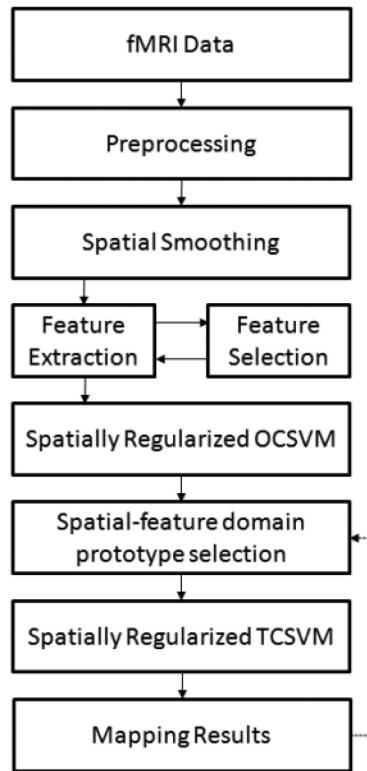 fMRI Data
Preprocessing
Spatial Smoothing
Feature
Extraction
Feature
Selection
Spatially Regularized OCSVM
Spatial-feature domain
prototype selection
Spatially Regularized TCSVM
Mapping Results